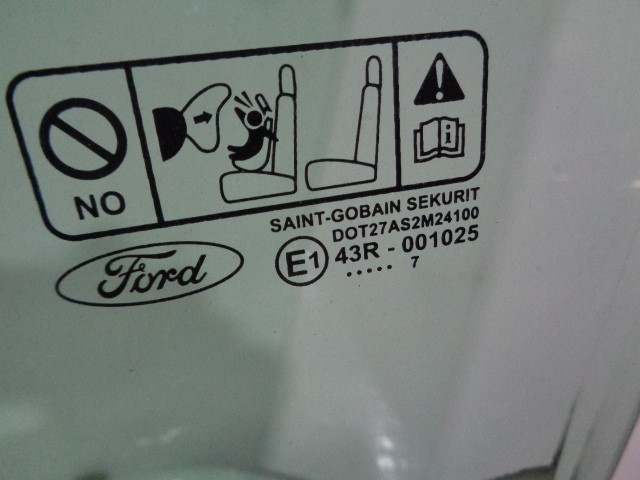 NO
SAINT-GOBAIN SEKURIT
DOT27AS2M24100
Ford
E1 43R - 001025
..... 7